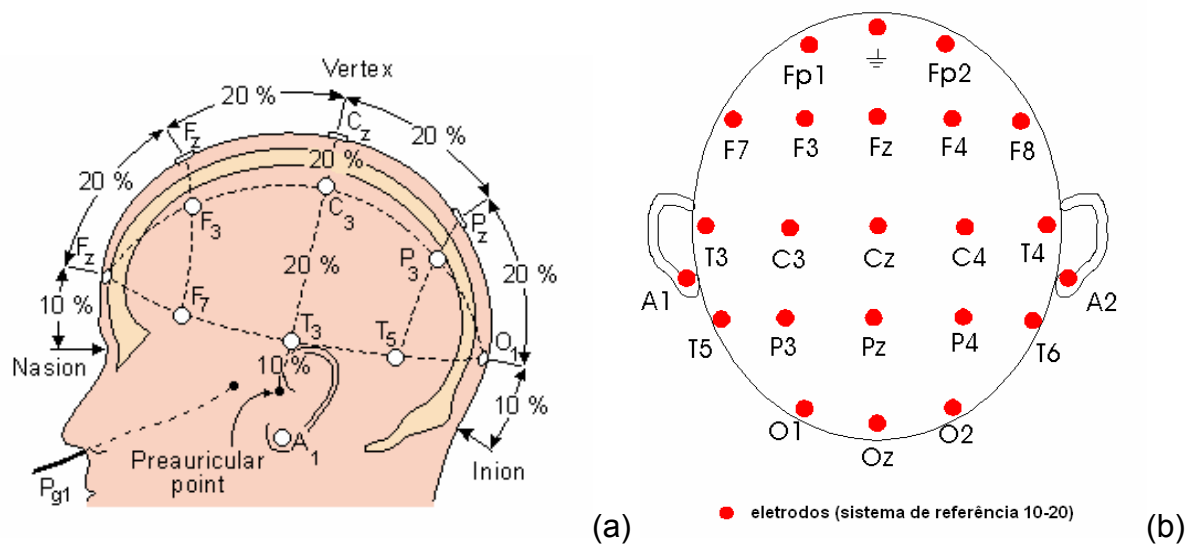 Vertex
20 %
20 %
Fz
Cz
20 %
20 %
F3
C3
Pz
Fz
P3
20 %
20 %
10 %
F7
T3
T5
O1
Nasion
10 %
10 %
A1
Preauricular
point
Inion
Pg1
(a)
Fp1
Fp2
F7
F3
Fz
F4
F8
T3
C3
Cz
C4
T4
A1
A2
T5
P3
Pz
P4
T6
O1
Oz
O2
eletrodos (sistema de referência 10-20)
(b)